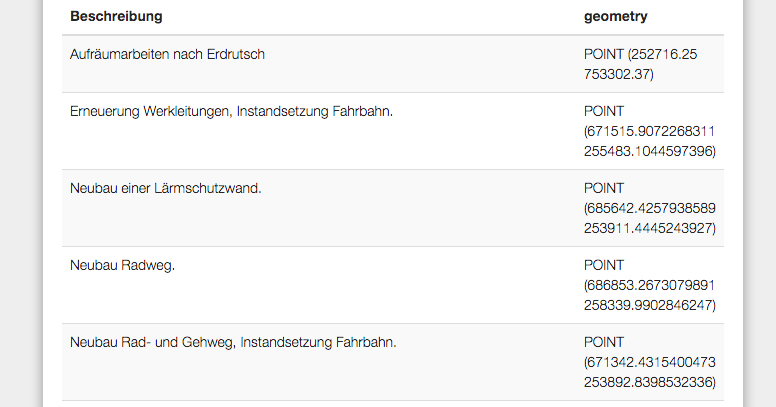 Beschreibung geometry
Aufräumarbeiten nach Erdrutsch POINT (252716.25
753302.37)
Erneuerung Werkleitungen, Instandsetzung Fahrbahn. POINT
(671515.9072268311
255483.1044597396)
Neubau einer Lärmschutzwand. POINT
(685642.4257938589
253911.4445243927)
Neubau Radweg. POINT
(686853.2673079891
258339.9902846247)
Neubau Rad- und Gehweg, Instandsetzung Fahrbahn. POINT
(671342.4315400473
253892.8398532336)